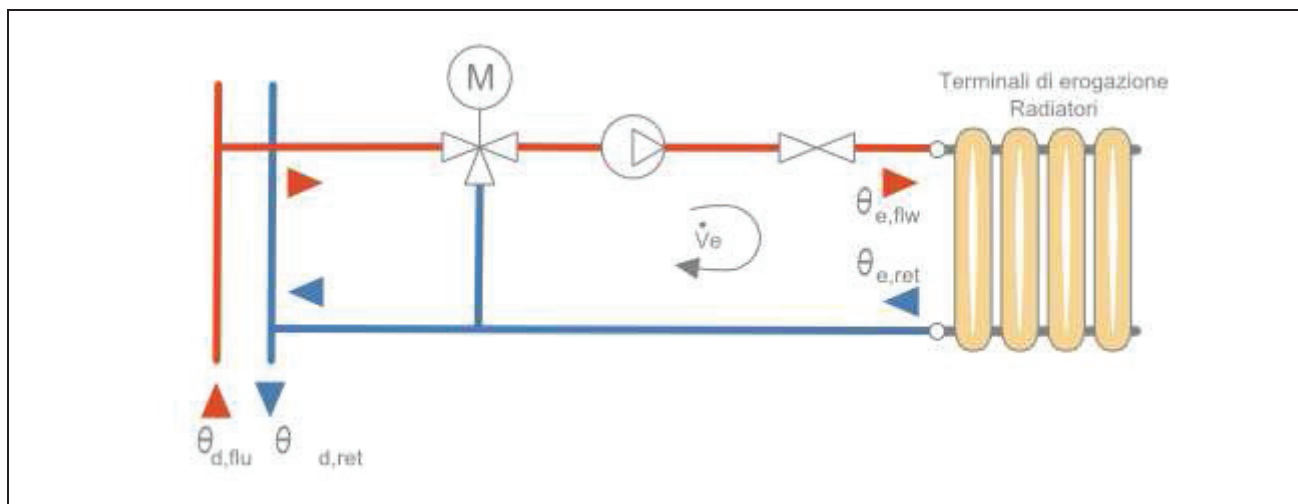 M
Terminali di erogazione
Radiatori
θe,flw
V̇e
θe,ret
θd,flu θ d,ret